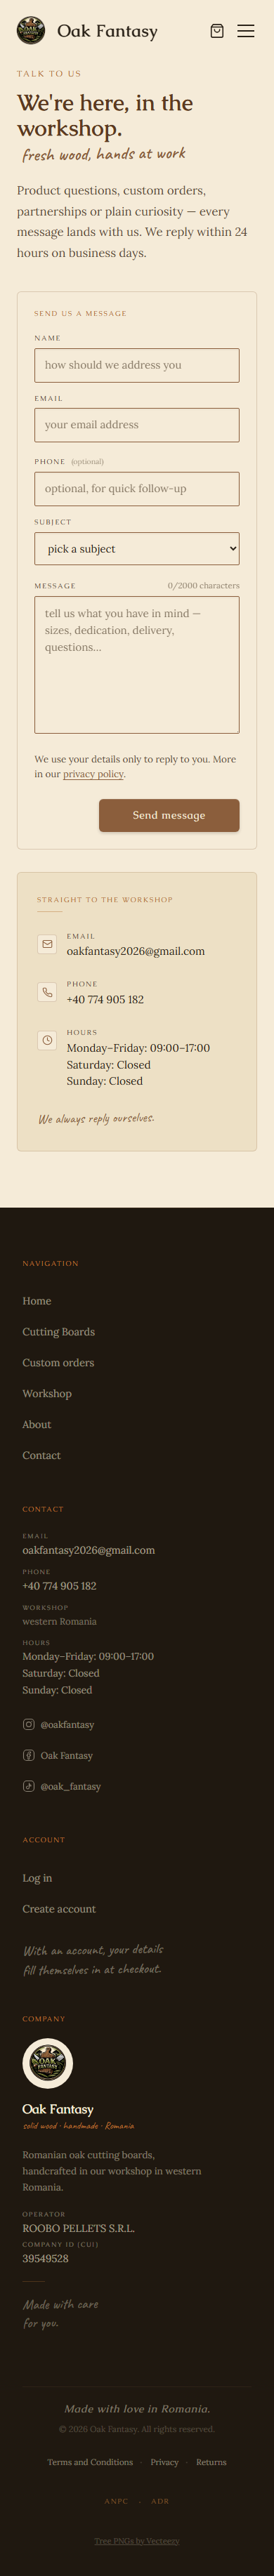 Oak Fantasy
TALK TO US
We're here, in the
workshop.
fresh wood, hands at work
Product questions, custom orders,
partnerships or plain curiosity — every
message lands with us. We reply within 24
hours on business days.
SEND US A MESSAGE
NAME
how should we address you
EMAIL
your email address
PHONE (optional)
optional, for quick follow-up
SUBJECT
pick a subject
MESSAGE 0/2000 characters
tell us what you have in mind —
sizes, dedication, delivery,
questions...
We use your details only to reply to you. More
in our privacy policy.
Send message
STRAIGHT TO THE WORKSHOP
EMAIL
oakfantasy2026@gmail.com
PHONE
+40 774 905 182
HOURS
Monday–Friday: 09:00–17:00
Saturday: Closed
Sunday: Closed
We always reply ourselves.
NAVIGATION
Home
Cutting Boards
Custom orders
Workshop
About
Contact
CONTACT
EMAIL
oakfantasy2026@gmail.com
PHONE
+40 774 905 182
WORKSHOP
western Romania
HOURS
Monday–Friday: 09:00–17:00
Saturday: Closed
Sunday: Closed
@oakfantasy
Oak Fantasy
@oak_fantasy
ACCOUNT
Log in
Create account
With an account, your details
fill themselves in at checkout.
COMPANY
Oak Fantasy
solid wood · handmade · Romania
Romanian oak cutting boards,
handcrafted in our workshop in western
Romania.
OPERATOR
ROOBO PELLETS S.R.L.
COMPANY ID (CUI)
39549528
Made with care
for you.
Made with love in Romania.
© 2026 Oak Fantasy. All rights reserved.
Terms and Conditions · Privacy · Returns
ANPC · ADR
Tree PNGs by Vecteezy